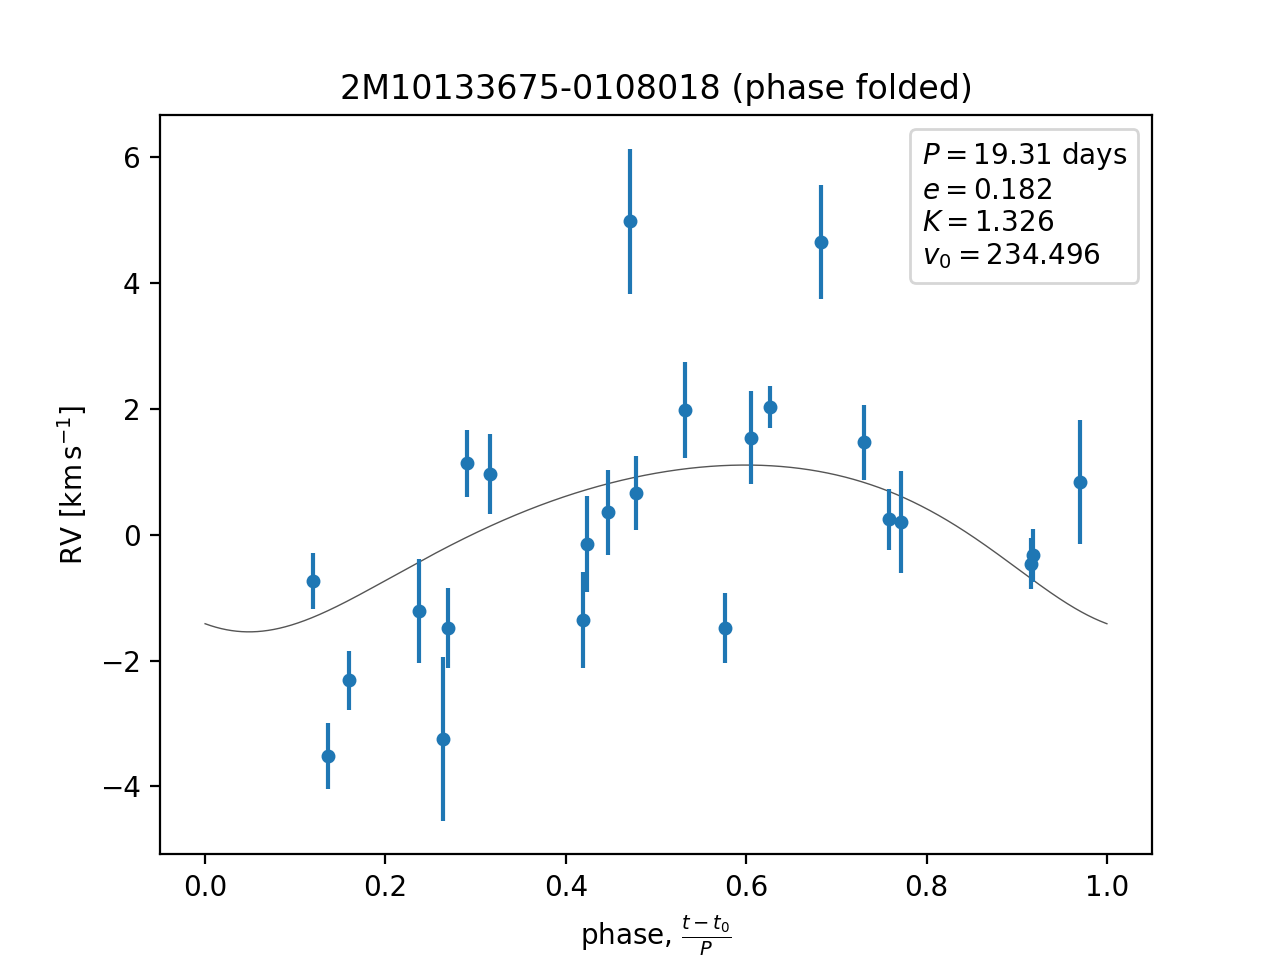 2M10133675-0108018 (phase folded)
P = 19.31 days
e = 0.182
K = 1.326
v₀ = 234.496
6
4
2
0
−2
−4
RV [km s⁻¹]
0.0 0.2 0.4 0.6 0.8 1.0
phase, (t − t₀)/P